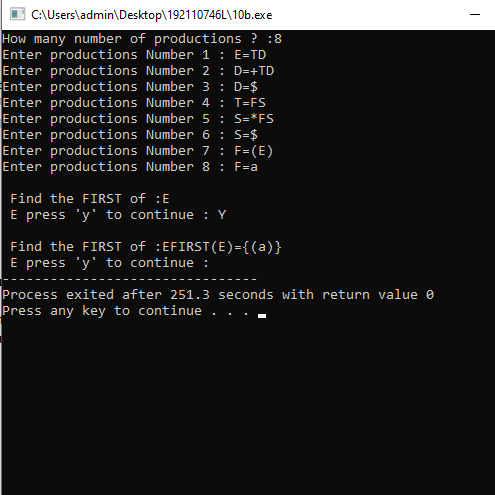 C:\Users\admin\Desktop\192110746L\10b.exe
How many number of productions ? :8
Enter productions Number 1 : E=TD
Enter productions Number 2 : D=+TD
Enter productions Number 3 : D=$
Enter productions Number 4 : T=FS
Enter productions Number 5 : S=*FS
Enter productions Number 6 : S=$
Enter productions Number 7 : F=(E)
Enter productions Number 8 : F=a
Find the FIRST of :E
E press 'y' to continue : Y
Find the FIRST of :EFIRST(E)={(a)}
E press 'y' to continue :
--------------------------------
Process exited after 251.3 seconds with return value 0
Press any key to continue . . .